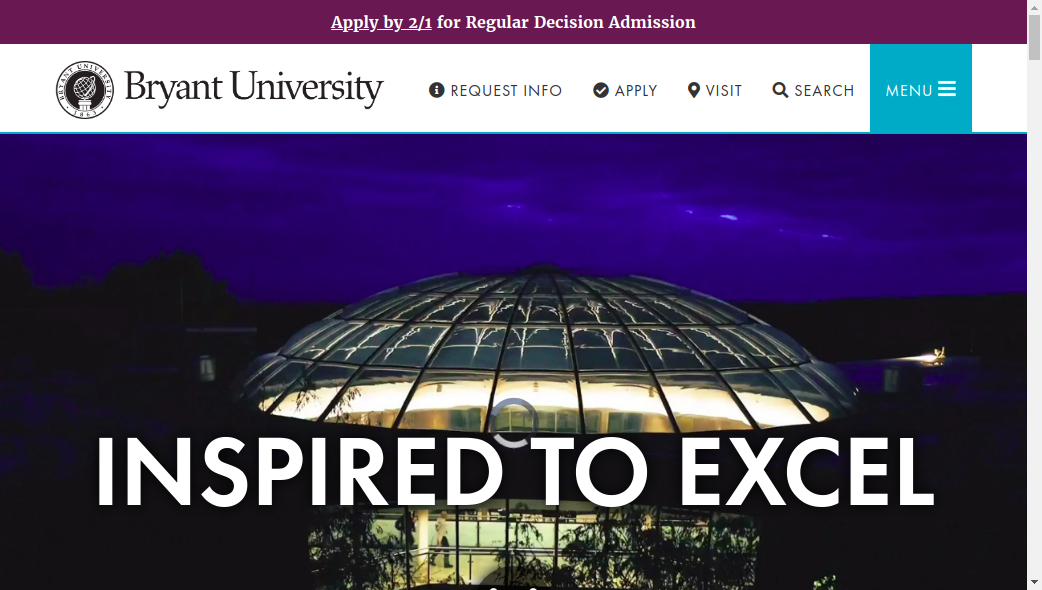 Apply by 2/1 for Regular Decision Admission
BRYANT UNIVERSITY
1863
Bryant University
REQUEST INFO
APPLY
VISIT
SEARCH
MENU
INSPIRED TO EXCEL